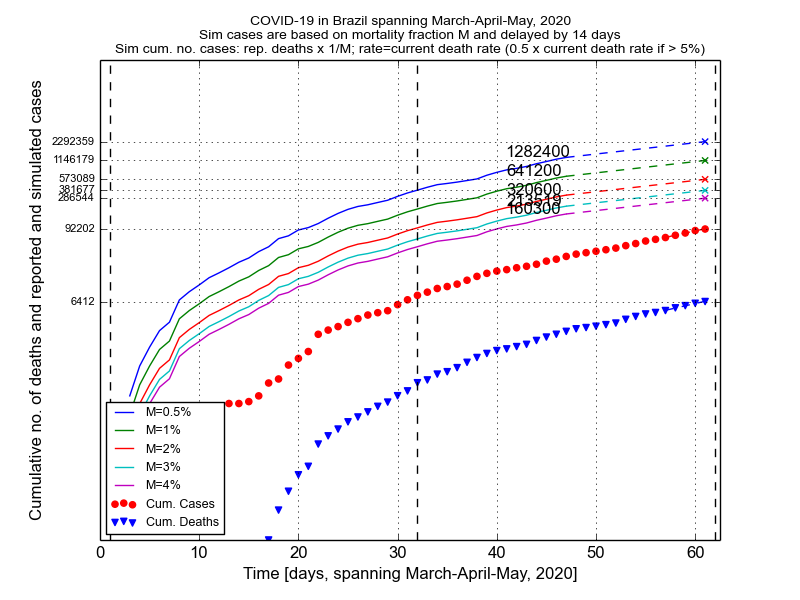 COVID-19 in Brazil spanning March-April-May, 2020
Sim cases are based on mortality fraction M and delayed by 14 days
Sim cum. no. cases: rep. deaths x 1/M; rate=current death rate (0.5 x current death rate if > 5%)
Cumulative no. of deaths and reported and simulated cases
2292359
1146179
573089
381677
286544
92202
6412
1282400
641200
320600
213519
160300
M=0.5%
M=1%
M=2%
M=3%
M=4%
Cum. Cases
Cum. Deaths
0 10 20 30 40 50 60
Time [days, spanning March-April-May, 2020]